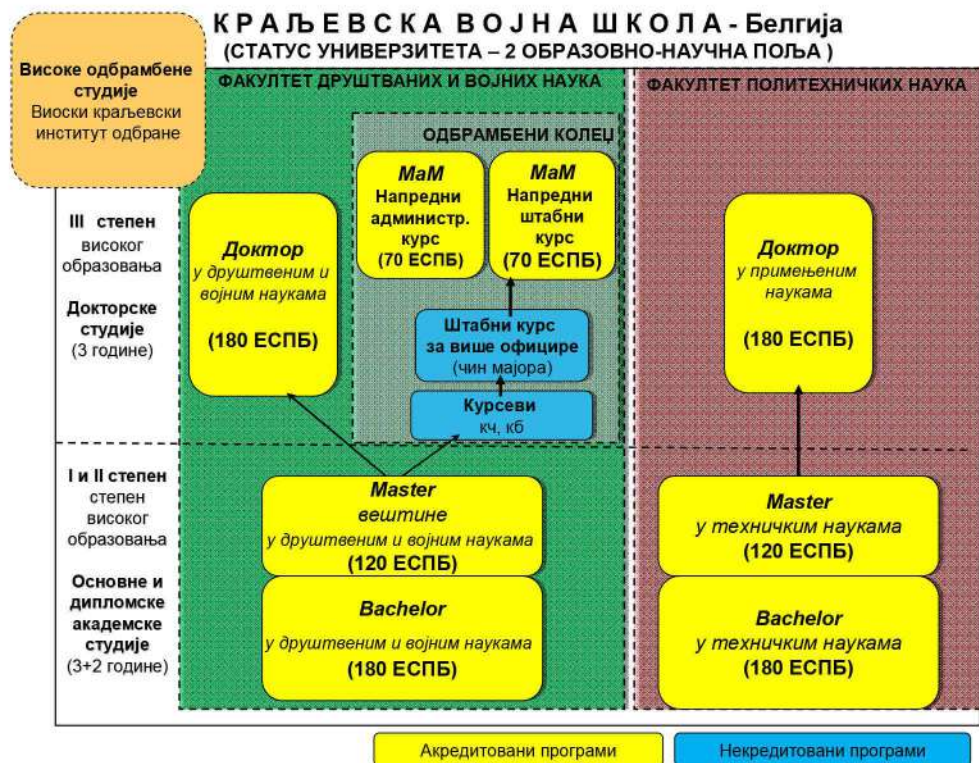 К Р А Љ Е В С К А  В О Ј Н А  Ш К О Л А - Белгија
(СТАТУС УНИВЕРЗИТЕТА – 2 ОБРАЗОВНО-НАУЧНА ПОЉА )
Високе одбрамбене
студије
Виоски краљевски
институт одбране
ФАКУЛТЕТ ДРУШТВАНИХ И ВОЈНИХ НАУКА
ФАКУЛТЕТ ПОЛИТЕХНИЧКИХ НАУКА
ОДБРАМБЕНИ КОЛЕЏ
МаМ
Напредни
администр.
курс
(70 ЕСПБ)
МаМ
Напредни
штабни
курс
(70 ЕСПБ)
III степен
високог
образовања
Докторске
студије
(3 године)
Доктор
у друштвеним и
војним наукама
(180 ЕСПБ)
Штабни курс
за више официре
(чин мајора)
Курсеви
кч, кб
Доктор
у примењеним
наукама
(180 ЕСПБ)
I и II степен
степен
високог
образовања
Основне и
дипломске
академске
студије
(3+2 године)
Master
вештине
у друштвеним и војним наукама
(120 ЕСПБ)
Bachelor
у друштвеним и војним наукама
(180 ЕСПБ)
Master
у техничким наукама
(120 ЕСПБ)
Bachelor
у техничким наукама
(180 ЕСПБ)
Акредитовани програми
Некредитовани програми